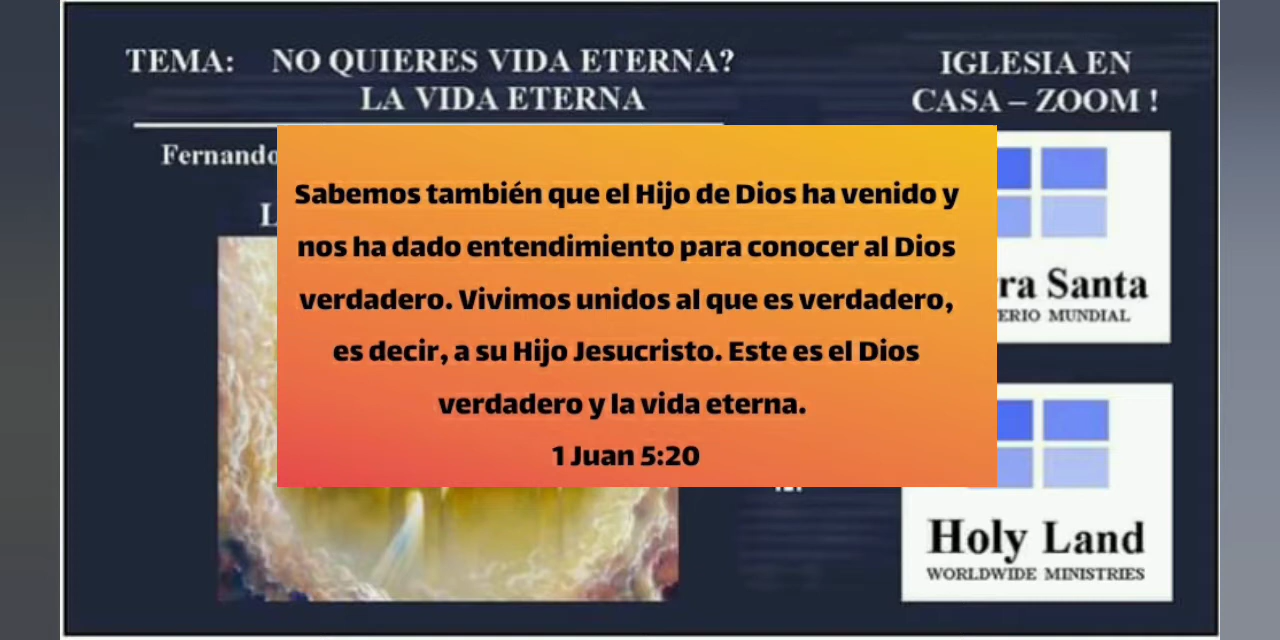 TEMA: NO QUIERES VIDA ETERNA?
LA VIDA ETERNA
IGLESIA EN
CASA – ZOOM !
Fernando
Sabemos también que el Hijo de Dios ha venido y
nos ha dado entendimiento para conocer al Dios
verdadero. Vivimos unidos al que es verdadero,
es decir, a su Hijo Jesucristo. Este es el Dios
verdadero y la vida eterna.
1 Juan 5:20
Santa
MUNDIAL
Holy Land
WORLDWIDE MINISTRIES